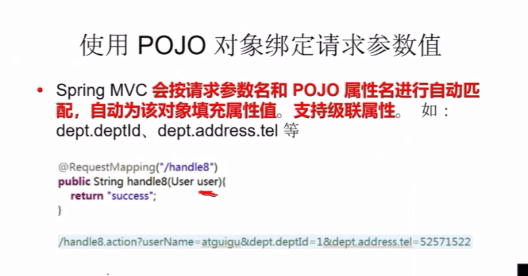 使用 POJO 对象绑定请求参数值
• Spring MVC 会按请求参数名和 POJO 属性名进行自动匹
配，自动为该对象填充属性值。支持级联属性。 如：
dept.deptId、dept.address.tel 等
@RequestMapping("/handle8")
public String handle8(User user){
return "success";
}
/handle8.action?userName=atguigu&dept.deptId=1&dept.address.tel=52571522